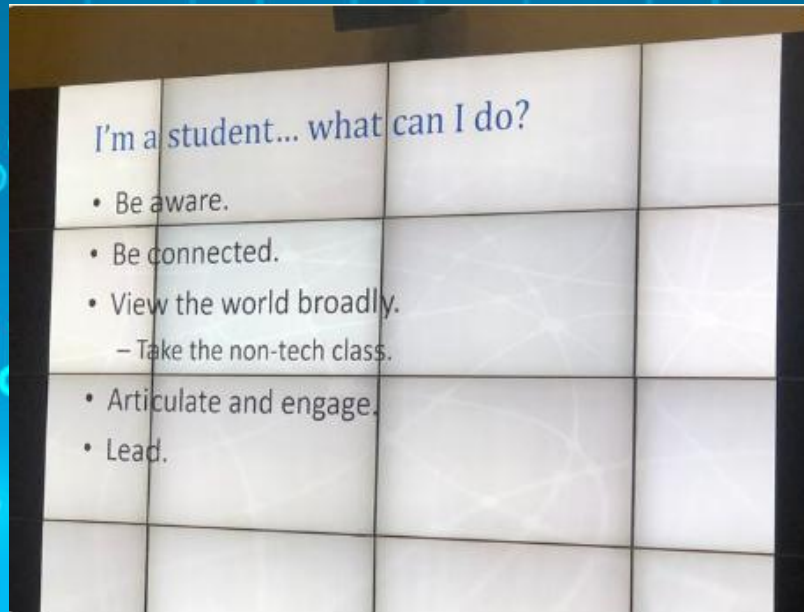 I'm a student... what can I do?
• Be aware.
• Be connected.
• View the world broadly.
– Take the non-tech class.
• Articulate and engage.
• Lead.